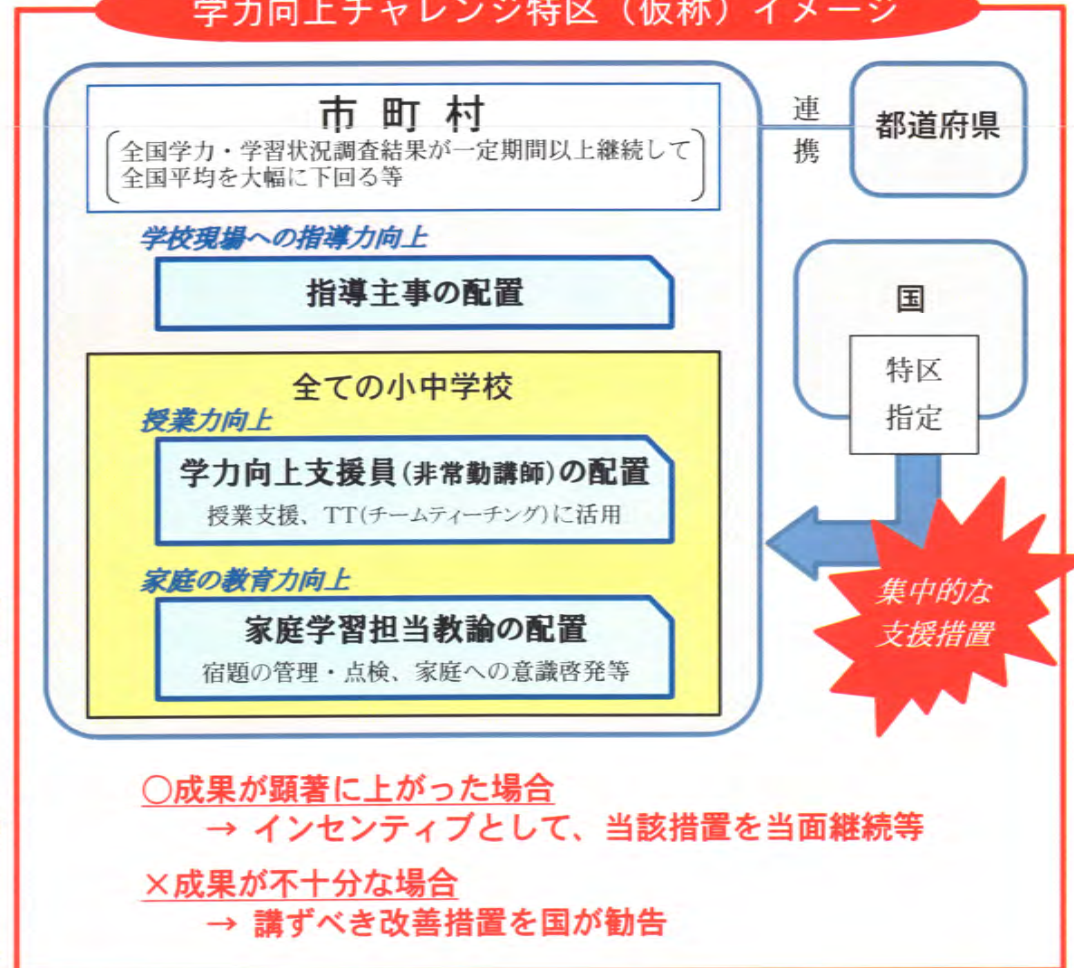 学力向上チャレンジ特区（仮称）イメージ
市 町 村
全国学力・学習状況調査結果が一定期間以上継続して
全国平均を大幅に下回る等
連
携
都道府県
学校現場への指導力向上
指導主事の配置
国
特区
指定
全ての小中学校
授業力向上
学力向上支援員(非常勤講師)の配置
授業支援、TT(チームティーチング)に活用
家庭の教育力向上
家庭学習担当教諭の配置
宿題の管理・点検、家庭への意識啓発等
集中的な
支援措置
○成果が顕著に上がった場合
→ インセンティブとして、当該措置を当面継続等
×成果が不十分な場合
→ 講ずべき改善措置を国が勧告